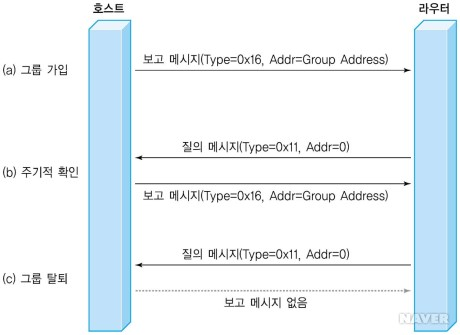 호스트
라우터
(a) 그룹 가입
보고 메시지(Type=0x16, Addr=Group Address)
질의 메시지(Type=0x11, Addr=0)
(b) 주기적 확인
보고 메시지(Type=0x16, Addr=Group Address)
질의 메시지(Type=0x11, Addr=0)
(c) 그룹 탈퇴
보고 메시지 없음
NAVER